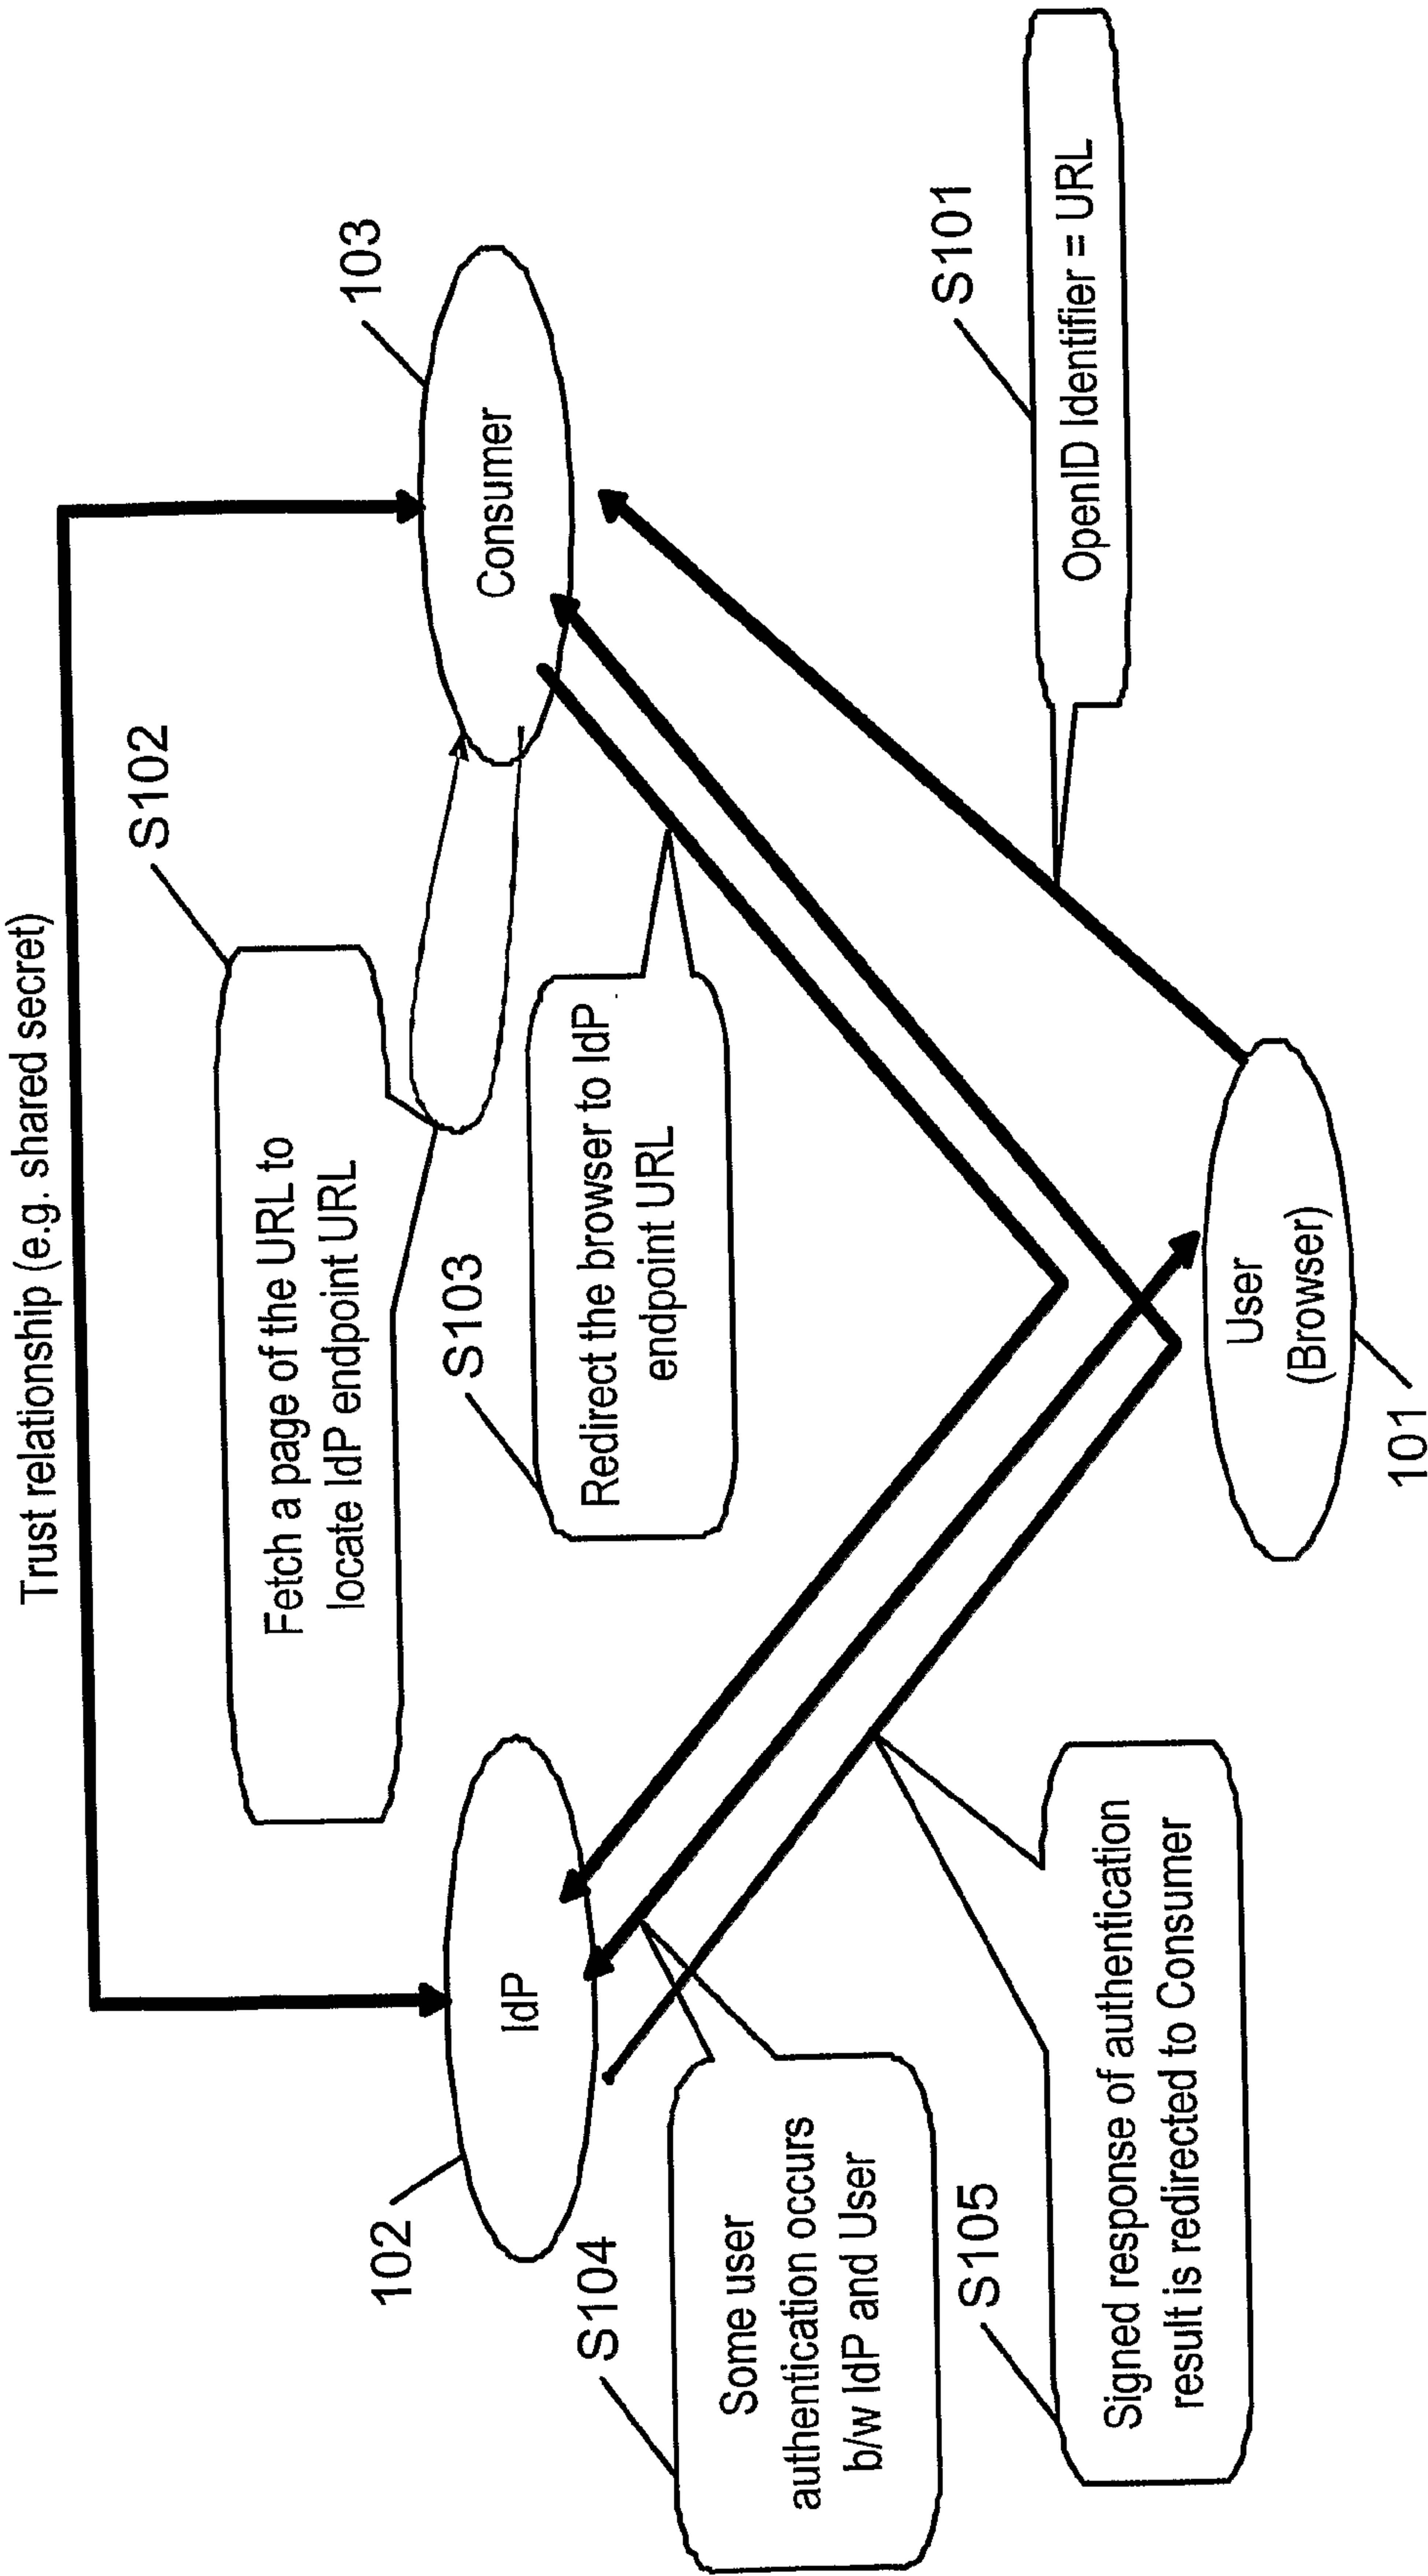 Trust relationship (e.g. shared secret)
S102
Fetch a page of the URL to
locate IdP endpoint URL
103
Consumer
102
IdP
S103
Redirect the browser to IdP
endpoint URL
S104
Some user
authentication occurs
b/w IdP and User
S101
OpenID Identifier = URL
S105
Signed response of authentication
result is redirected to Consumer
User
(Browser)
101